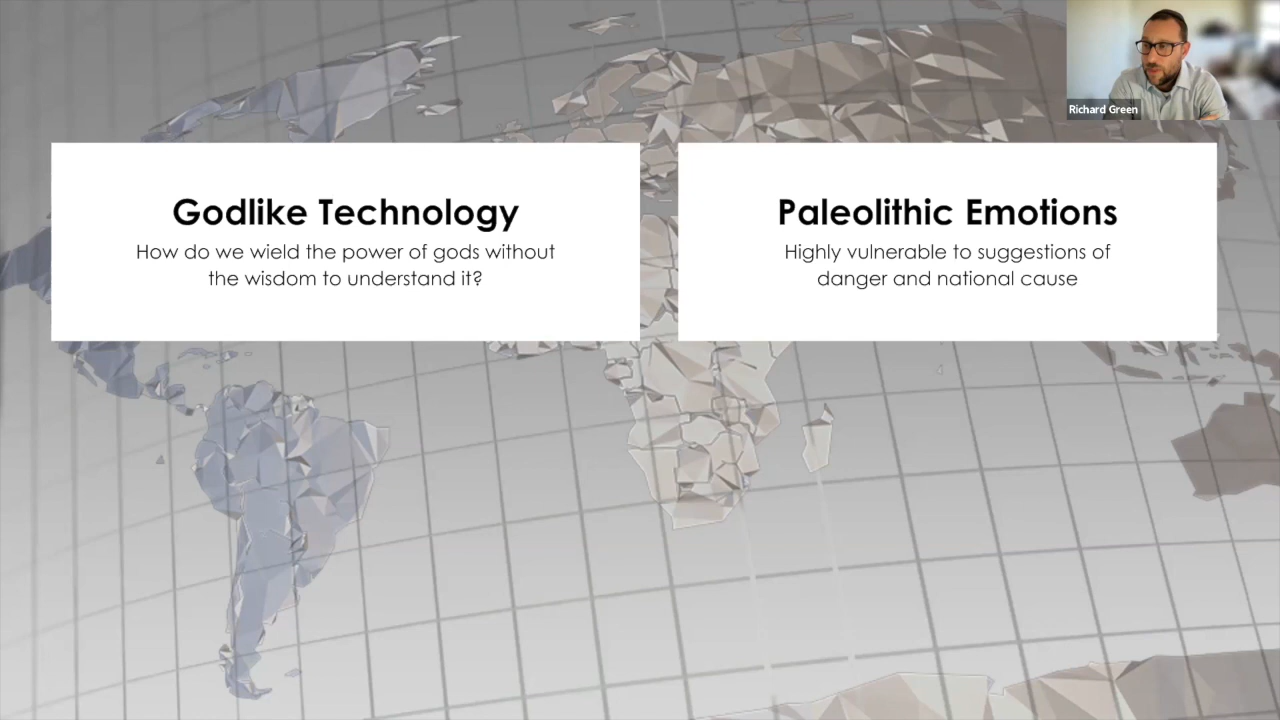 Richard Green
Godlike Technology
How do we wield the power of gods without
the wisdom to understand it?
Paleolithic Emotions
Highly vulnerable to suggestions of
danger and national cause